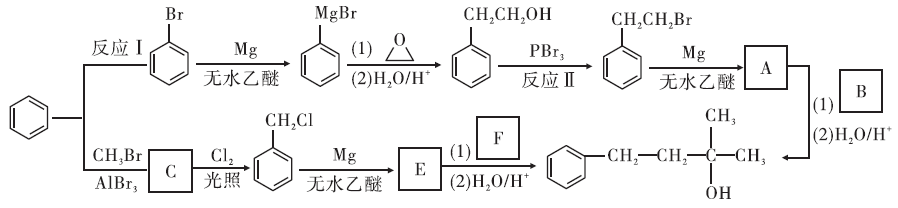 反应Ⅰ
Br
Mg
无水乙醚
MgBr
(1)
O
(2)H₂O/H⁺
CH₂CH₂OH
PBr₃
反应Ⅱ
CH₂CH₂Br
Mg
无水乙醚
A
(1) B
(2)H₂O/H⁺
CH₃Br
AlBr₃
C
Cl₂
光照
CH₂Cl
Mg
无水乙醚
E
(1) F
(2)H₂O/H⁺
CH₃
CH₂—CH₂—C—CH₃
OH